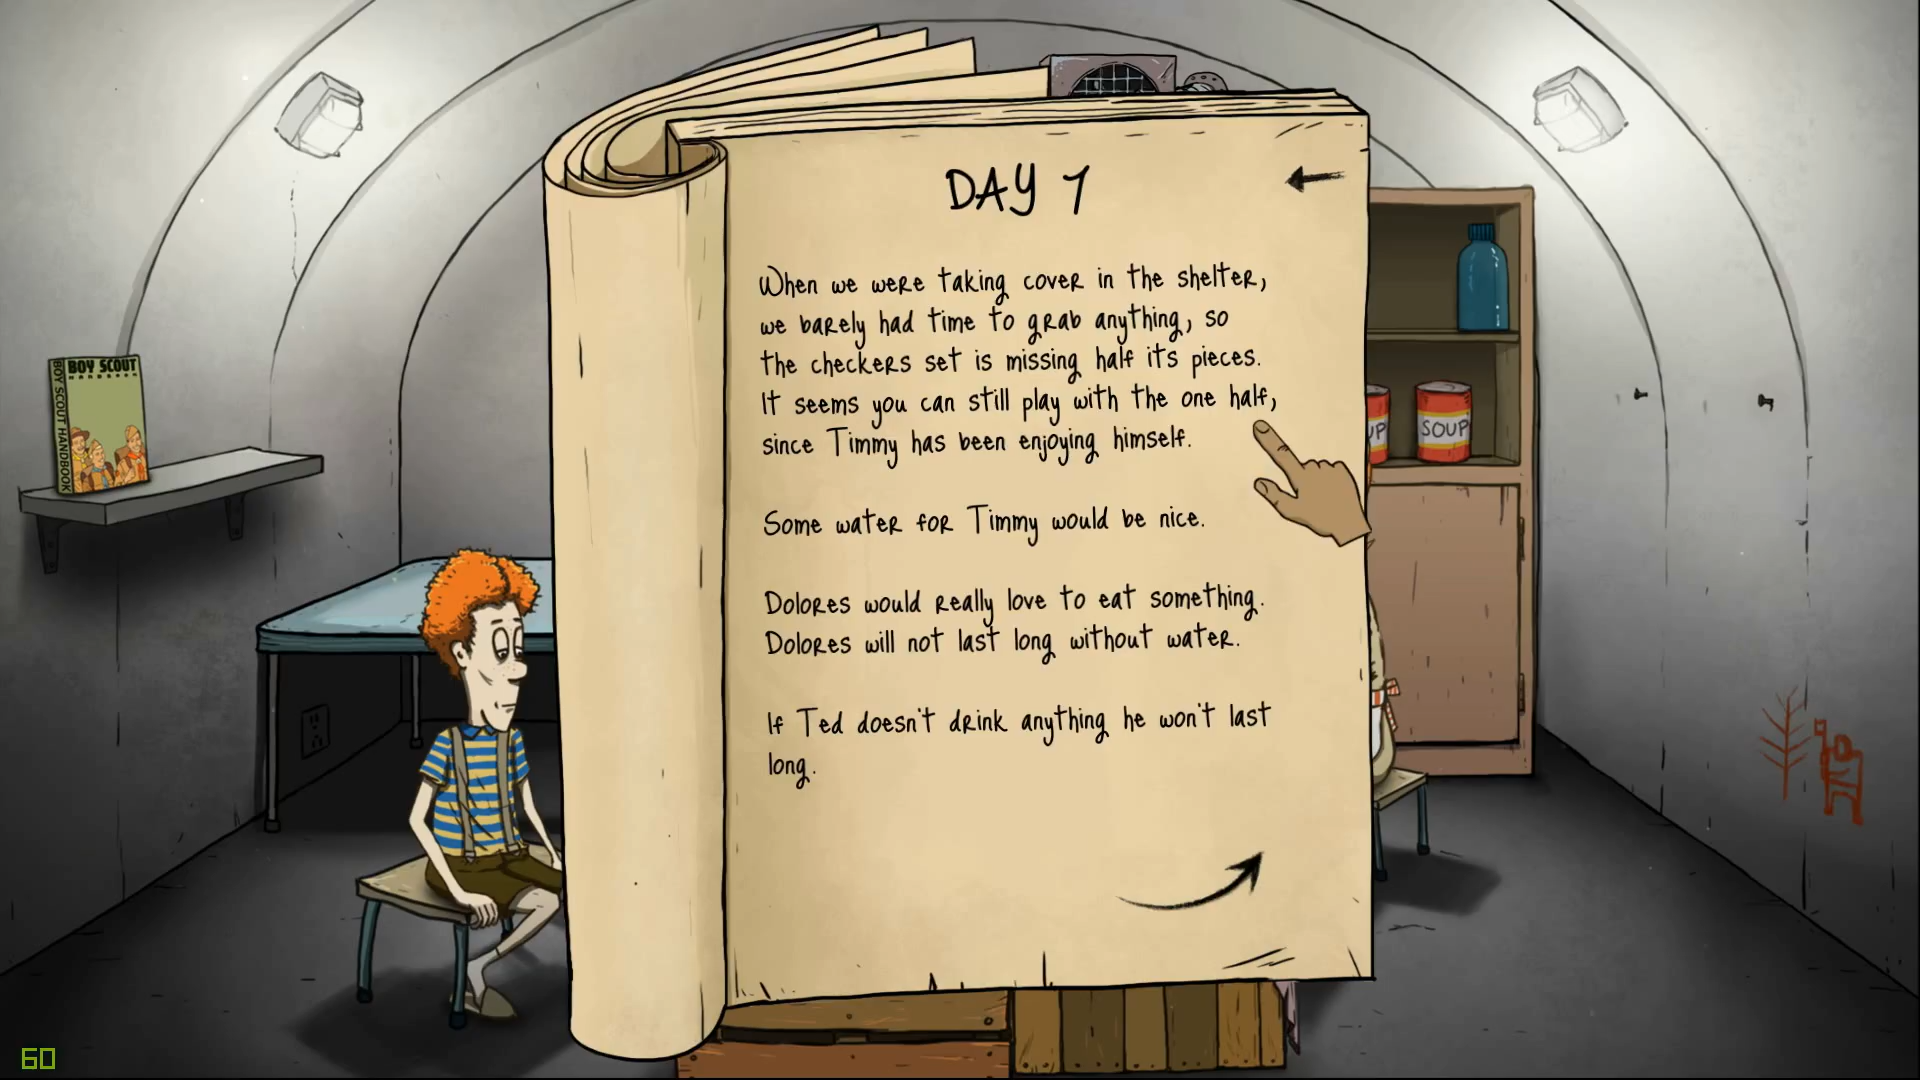 DAY 7
When we were taking cover in the shelter,
we barely had time to grab anything, so
the checkers set is missing half its pieces.
It seems you can still play with the one half,
since Timmy has been enjoying himself.
Some water for Timmy would be nice.
Dolores would really love to eat something.
Dolores will not last long without water.
If Ted doesn't drink anything he won't last
long.
BOY SCOUT
HANDBOOK
BOY SCOUT HANDBOOK
UP
SOUP
60